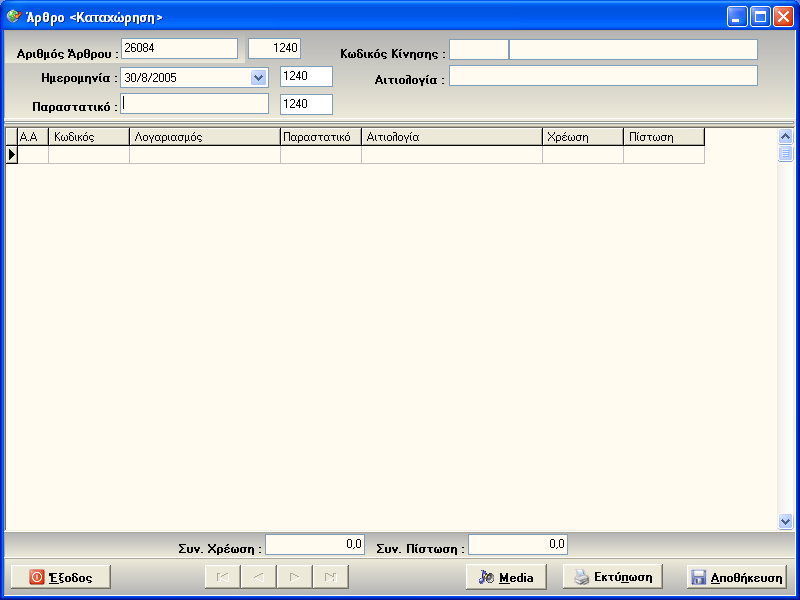 Άρθρο <Καταχώρηση>
Αριθμός Άρθρου : 26084 1240 Κωδικός Κίνησης :
Ημερομηνία : 30/8/2005 1240 Αιτιολογία :
Παραστατικό : 1240
Α.Α Κωδικός Λογαριασμός Παραστατικό Αιτιολογία Χρέωση Πίστωση
Συν. Χρέωση : 0,0 Συν. Πίστωση : 0,0
Έξοδος Media Εκτύπωση Αποθήκευση